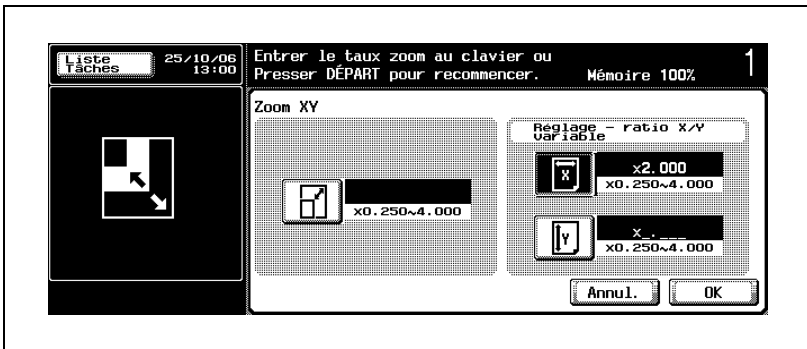 Liste
Tâches
25/10/06
13:00
Entrer le taux zoom au clavier ou
Presser DÉPART pour recommencer.
Mémoire 100%
1
Zoom XY
x0.250~4.000
Réglage - ratio X/Y
variable
X
x2.000
x0.250~4.000
Y
x_.___
x0.250~4.000
Annul.
OK